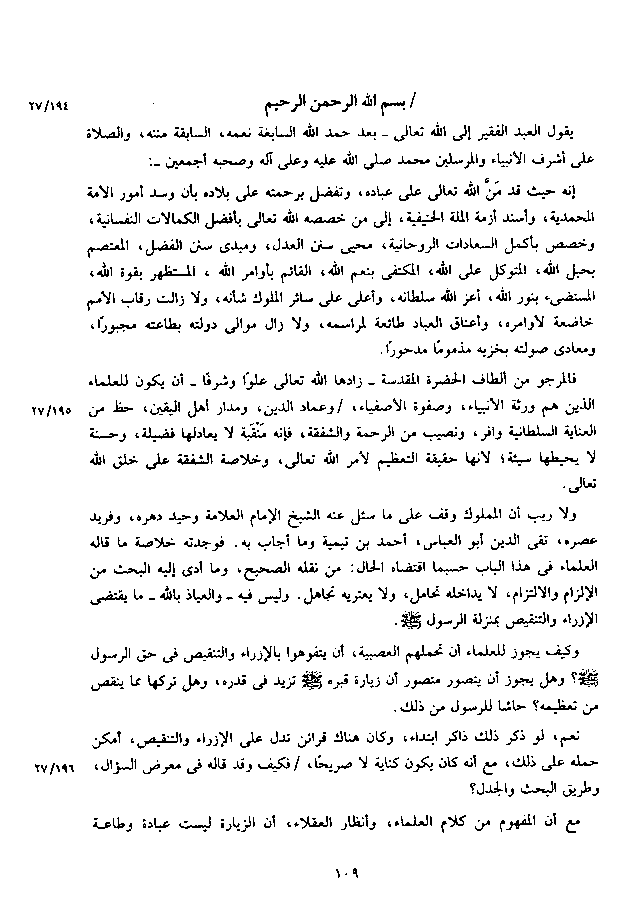 ٢٧/١٩٤ / بسم الله الرحمن الرحيم
يقول العبد الفقير إلى الله تعالى ـ بعد حمد الله السابغة نعمه، السابقة مننه، والصلاة
على أشرف الأنبياء والمرسلين محمد صلى الله عليه وعلى آله وصحبه أجمعين ـ:
إنه حيث قد مَنَّ الله تعالى على عباده، وتفضل برحمته على بلاده بأن وسد أمور الأمة
المحمدية، وأسند أزمة الملة الحنيفية، إلى من خصصه الله تعالى بأفضل الكمالات النفسانية،
وخصص بأكمل السعادات الروحانية، محيى سنن العدل، ومبدى سنن الفضل، المعتصم
بحبل الله، المتوكل على الله، المكتفى بنعم الله، القائم بأوامر الله ، المستظهر بقوة الله،
المستضىء بنور الله، أعز الله سلطانه، وأعلى على سائر الملوك شأنه، ولا زالت رقاب الأمم
خاضعة لأوامره، وأعناق العباد طائعة لمراسمه، ولا زال موالى دولته بطاعته مجبورًا،
ومعادى صولته بخزيه مذمومًا مدحورًا.
فالمرجو من ألطاف الحضرة المقدسة ـ زادها الله تعالى علوًا وشرفًا ـ أن يكون للعلماء
٢٧/١٩٥ الذين هم ورثة الأنبياء، وصفوة الأصفياء، /وعماد الدين، ومدار أهل اليقين، حظ من
العناية السلطانية وافر، ونصيب من الرحمة والشفقة، فإنه مَنْقَبة لا يعادلها فضيلة، وحسنة
لا يحيطها سيئة؛ لأنها حقيقة التعظيم لأمر الله تعالى، وخلاصة الشفقة على خلق الله
تعالى.
ولا ريب أن المملوك وقف على ما سئل عنه الشيخ الإمام العلامة وحيد دهره، وفريد
عصره، تقى الدين أبو العباس، أحمد بن تيمية وما أجاب به. فوجدته خلاصة ما قاله
العلماء فى هذا الباب حسبما اقتضاه الحال: من نقله الصحيح، وما أدى إليه البحث من
الإلزام والالتزام، لا يداخله تحامل، ولا يعتريه تجاهل. وليس فيه ـ والعياذ بالله ـ ما يقتضى
الإزراء والتنقيص بمنزلة الرسول ﷺ.
وكيف يجوز للعلماء أن تحملهم العصبية، أن يتفوهوا بالإزراء والتنقيص فى حق الرسول
ﷺ؟ وهل يجوز أن يتصور متصور أن زيارة قبره ﷺ تزيد فى قدره، وهل تركها مما ينقص
من تعظيمه؟ حاشا للرسول من ذلك.
نعم، لو ذكر ذلك ذاكر ابتداء، وكان هناك قرائن تدل على الإزراء والتنقيص، أمكن
٢٧/١٩٦ حمله على ذلك، مع أنه كان يكون كناية لا صريحًا، /فكيف وقد قاله فى معرض السؤال،
وطريق البحث والجدل؟
مع أن المفهوم من كلام العلماء، وأنظار العقلاء، أن الزيارة ليست عبادة وطاعة
١٠٩